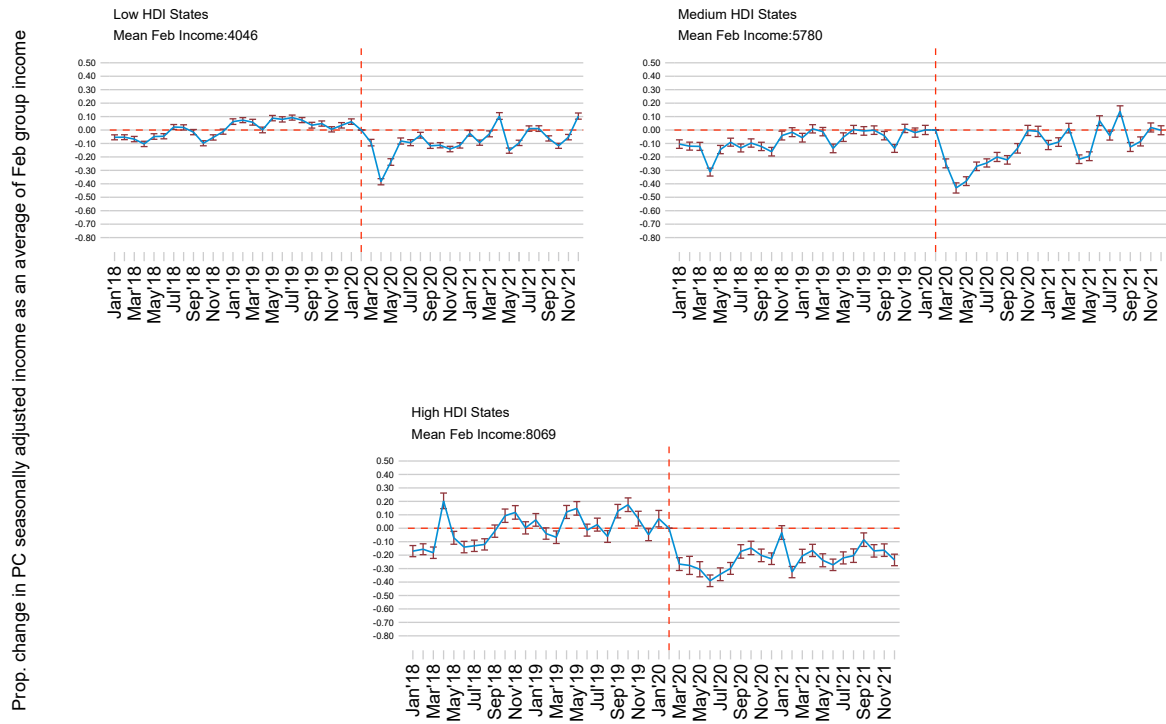 Prop. change in PC seasonally adjusted income as an average of Feb group income
Low HDI States
Mean Feb Income:4046
0.50
0.40
0.30
0.20
0.10
0.00
-0.10
-0.20
-0.30
-0.40
-0.50
-0.60
-0.70
-0.80
Jan'18
Mar'18
May'18
Jul'18
Sep'18
Nov'18
Jan'19
Mar'19
May'19
Jul'19
Sep'19
Nov'19
Jan'20
Mar'20
May'20
Jul'20
Sep'20
Nov'20
Jan'21
Mar'21
May'21
Jul'21
Sep'21
Nov'21
Medium HDI States
Mean Feb Income:5780
0.50
0.40
0.30
0.20
0.10
0.00
-0.10
-0.20
-0.30
-0.40
-0.50
-0.60
-0.70
-0.80
Jan'18
Mar'18
May'18
Jul'18
Sep'18
Nov'18
Jan'19
Mar'19
May'19
Jul'19
Sep'19
Nov'19
Jan'20
Mar'20
May'20
Jul'20
Sep'20
Nov'20
Jan'21
Mar'21
May'21
Jul'21
Sep'21
Nov'21
High HDI States
Mean Feb Income:8069
0.50
0.40
0.30
0.20
0.10
0.00
-0.10
-0.20
-0.30
-0.40
-0.50
-0.60
-0.70
-0.80
Jan'18
Mar'18
May'18
Jul'18
Sep'18
Nov'18
Jan'19
Mar'19
May'19
Jul'19
Sep'19
Nov'19
Jan'20
Mar'20
May'20
Jul'20
Sep'20
Nov'20
Jan'21
Mar'21
May'21
Jul'21
Sep'21
Nov'21